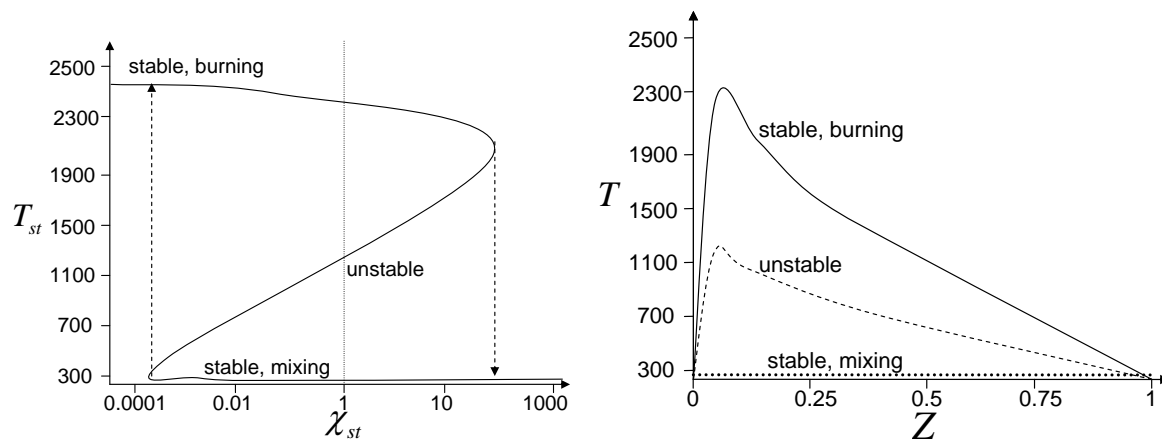 2500
stable, burning
2300
1900
T_st
1500
unstable
1100
700
stable, mixing
300
0.0001
0.01
1
10
1000
χ_st
2500
2300
stable, burning
1900
T
1500
1100
unstable
700
stable, mixing
300
0
0.25
0.5
0.75
1
Z